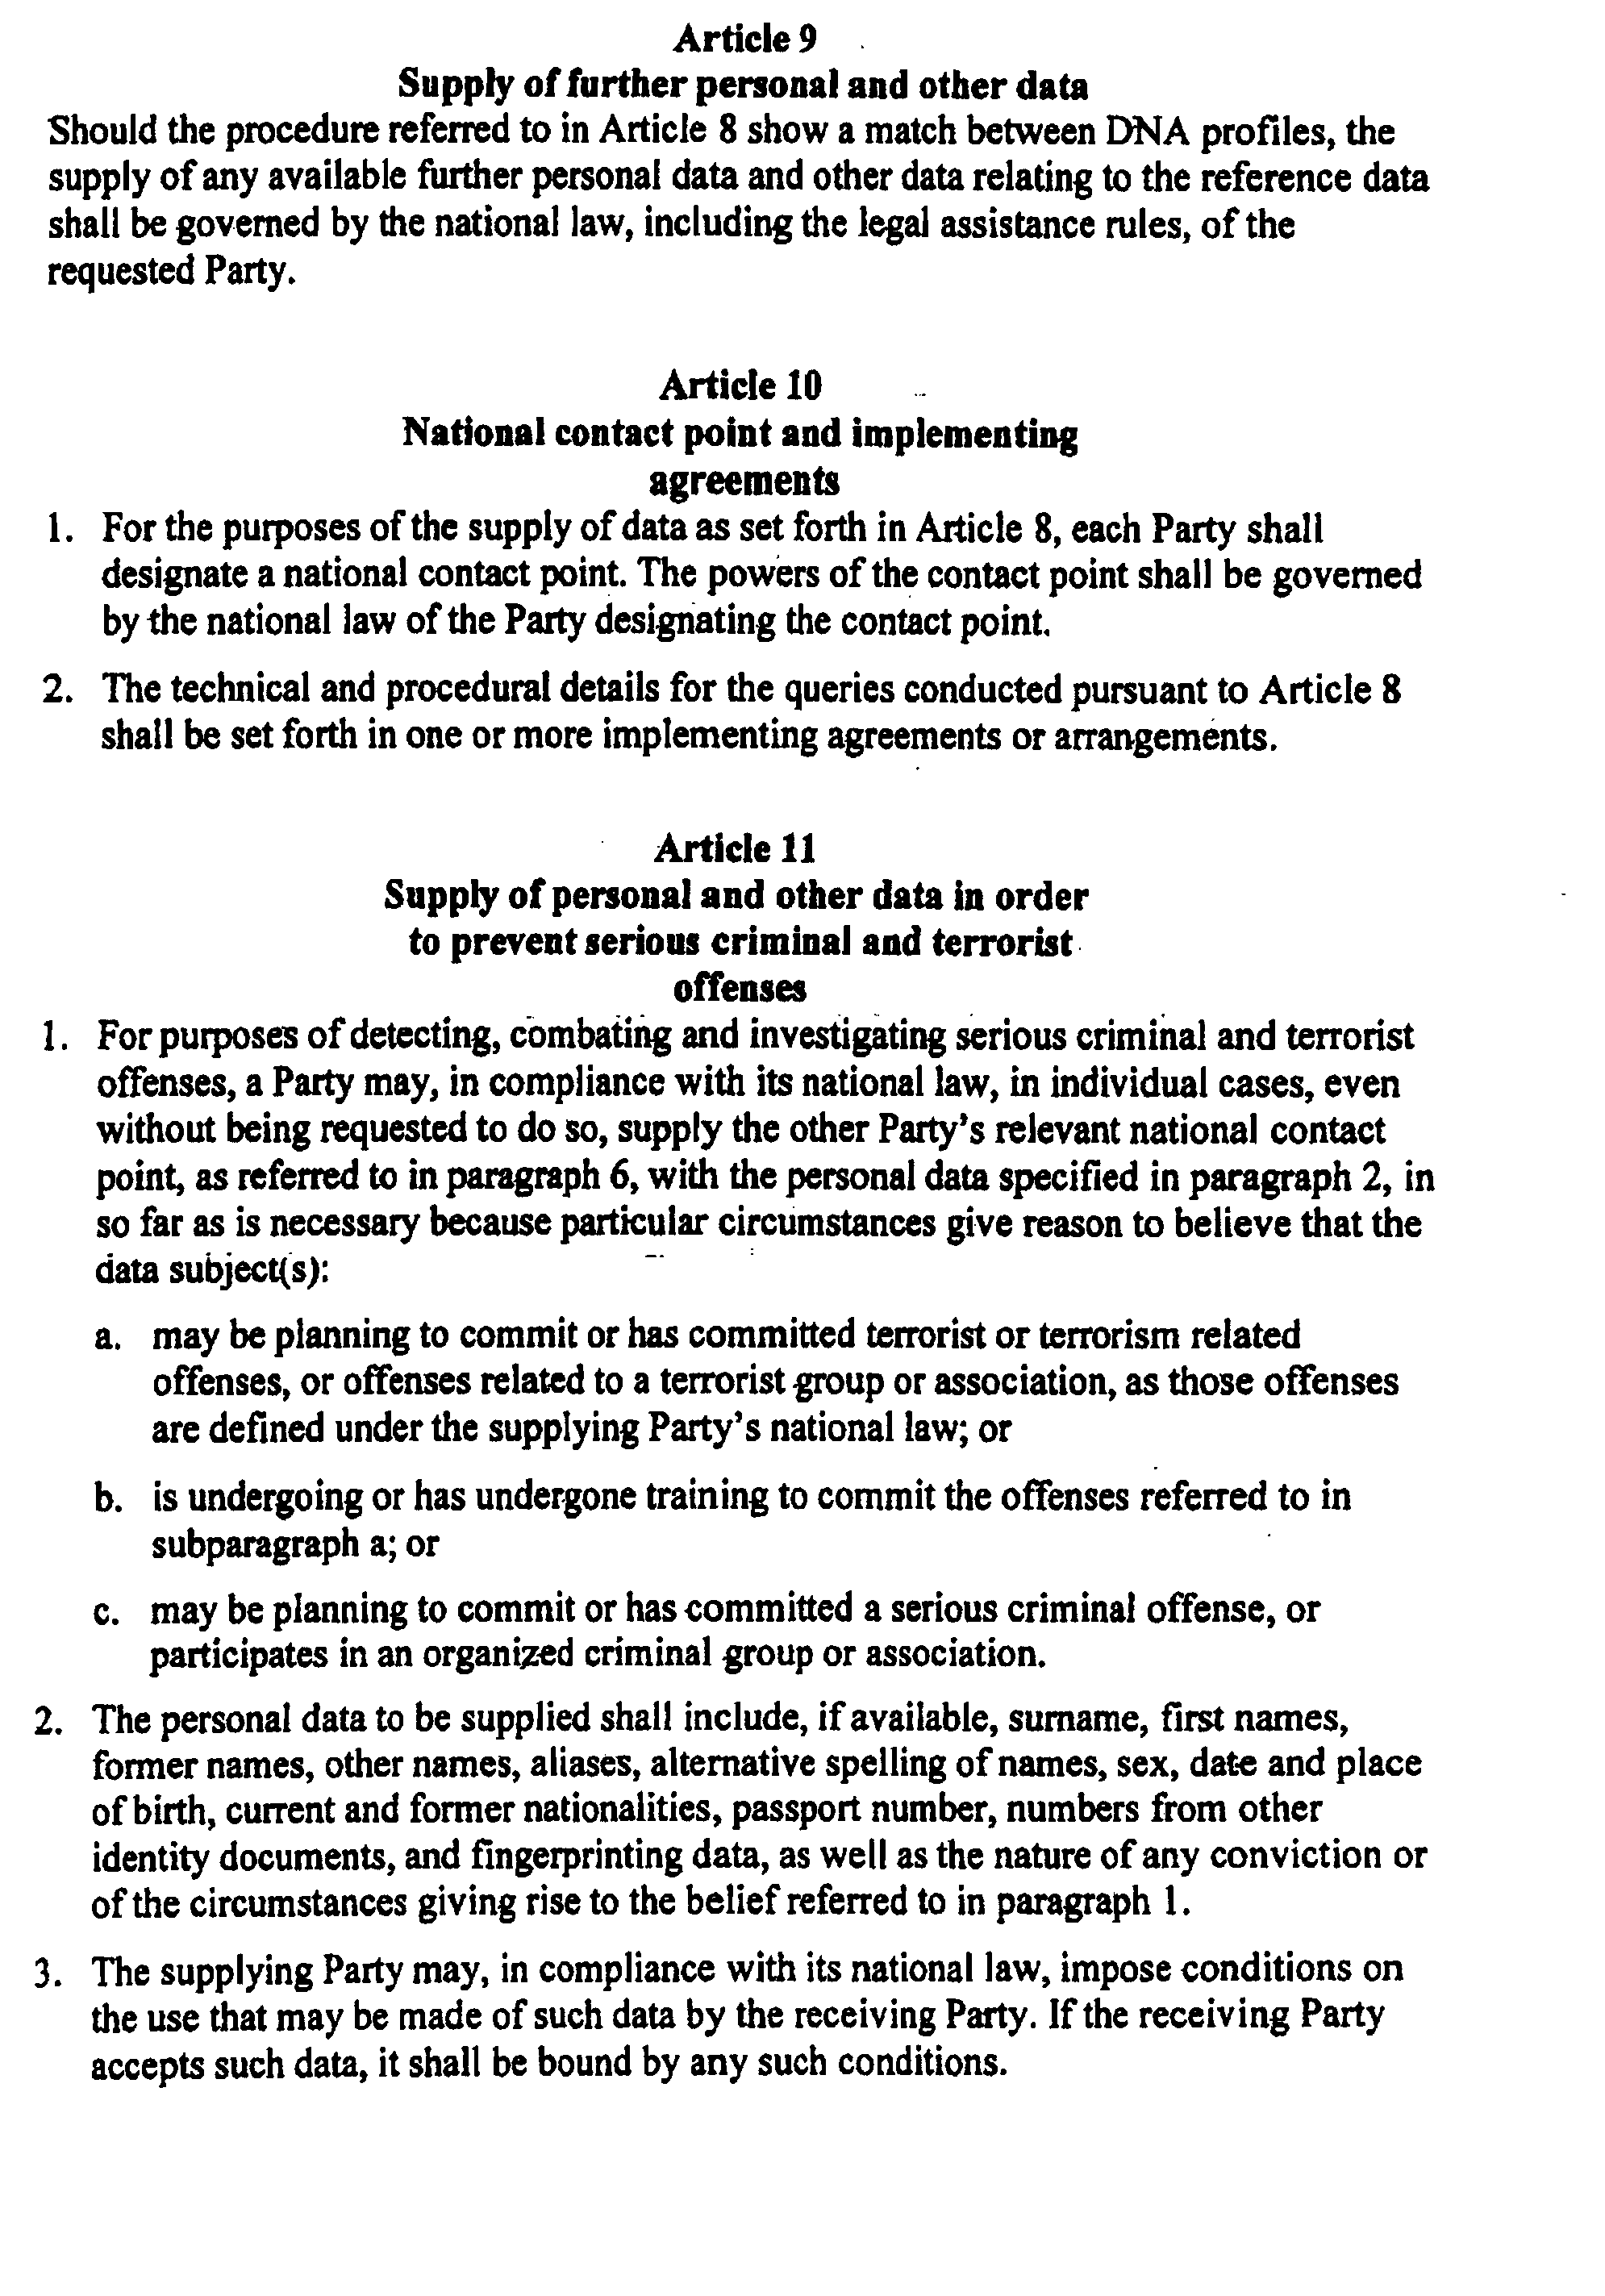 Article 9
Supply of further personal and other data
Should the procedure referred to in Article 8 show a match between DNA profiles, the
supply of any available further personal data and other data relating to the reference data
shall be governed by the national law, including the legal assistance rules, of the
requested Party.
Article 10
National contact point and implementing
agreements
1. For the purposes of the supply of data as set forth in Article 8, each Party shall
designate a national contact point. The powers of the contact point shall be governed
by the national law of the Party designating the contact point.
2. The technical and procedural details for the queries conducted pursuant to Article 8
shall be set forth in one or more implementing agreements or arrangements.
Article 11
Supply of personal and other data in order
to prevent serious criminal and terrorist
offenses
1. For purposes of detecting, combating and investigating serious criminal and terrorist
offenses, a Party may, in compliance with its national law, in individual cases, even
without being requested to do so, supply the other Party's relevant national contact
point, as referred to in paragraph 6, with the personal data specified in paragraph 2, in
so far as is necessary because particular circumstances give reason to believe that the
data subject(s):
a. may be planning to commit or has committed terrorist or terrorism related
offenses, or offenses related to a terrorist group or association, as those offenses
are defined under the supplying Party's national law; or
b. is undergoing or has undergone training to commit the offenses referred to in
subparagraph a; or
c. may be planning to commit or has committed a serious criminal offense, or
participates in an organized criminal group or association.
2. The personal data to be supplied shall include, if available, surname, first names,
former names, other names, aliases, alternative spelling of names, sex, date and place
of birth, current and former nationalities, passport number, numbers from other
identity documents, and fingerprinting data, as well as the nature of any conviction or
of the circumstances giving rise to the belief referred to in paragraph 1.
3. The supplying Party may, in compliance with its national law, impose conditions on
the use that may be made of such data by the receiving Party. If the receiving Party
accepts such data, it shall be bound by any such conditions.